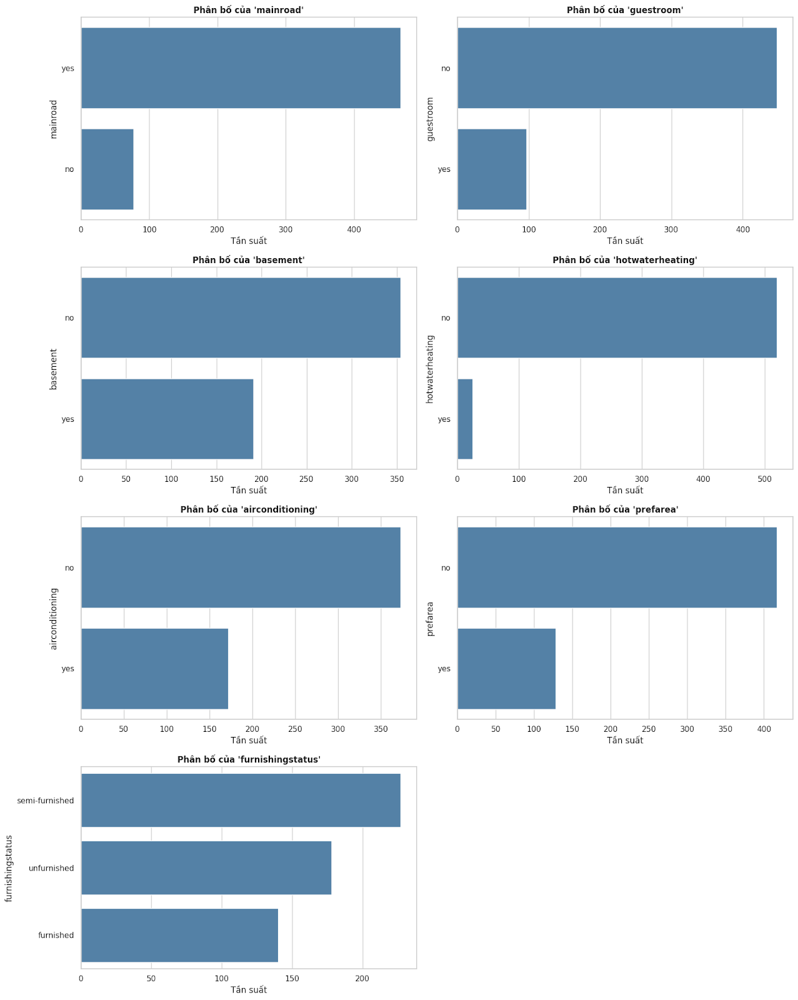 Phân bố của 'mainroad'
mainroad
yes
no
0 100 200 300 400
Tần suất
Phân bố của 'guestroom'
guestroom
no
yes
0 100 200 300 400
Tần suất
Phân bố của 'basement'
basement
no
yes
0 50 100 150 200 250 300 350
Tần suất
Phân bố của 'hotwaterheating'
hotwaterheating
no
yes
0 100 200 300 400 500
Tần suất
Phân bố của 'airconditioning'
airconditioning
no
yes
0 50 100 150 200 250 300 350
Tần suất
Phân bố của 'prefarea'
prefarea
no
yes
0 50 100 150 200 250 300 350 400
Tần suất
Phân bố của 'furnishingstatus'
furnishingstatus
semi-furnished
unfurnished
furnished
0 50 100 150 200
Tần suất